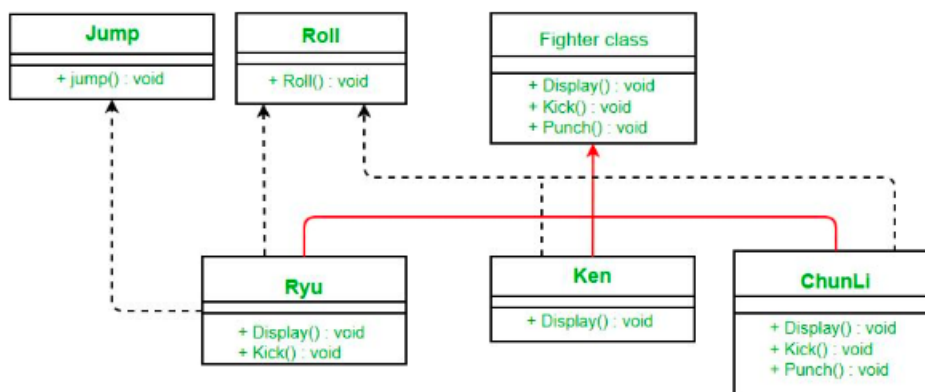 Jump
+ jump() : void
Roll
+ Roll() : void
Fighter class
+ Display() : void
+ Kick() : void
+ Punch() : void
Ryu
+ Display() : void
+ Kick() : void
Ken
+ Display() : void
ChunLi
+ Display() : void
+ Kick() : void
+ Punch() : void